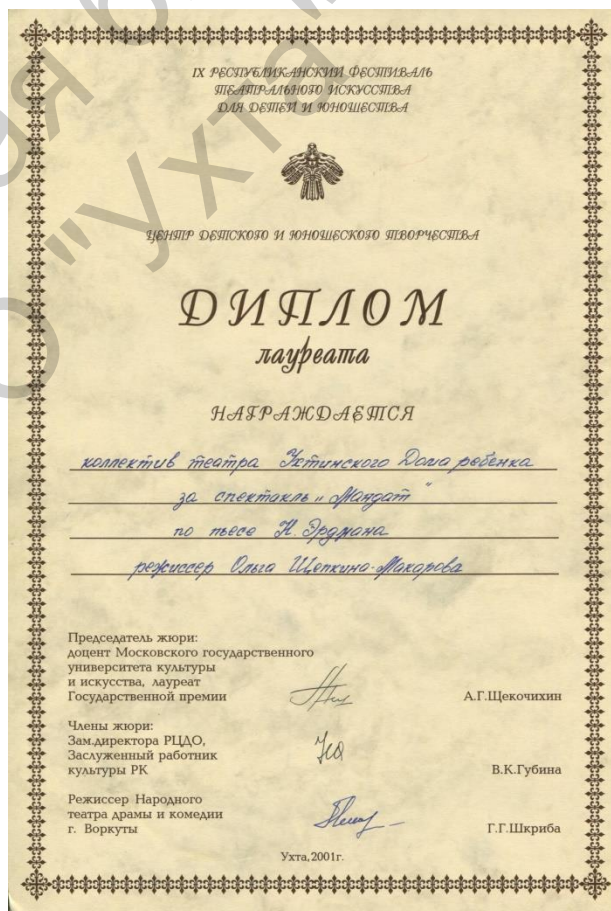 IX РЕСПУБЛИКАНСКИЙ ФЕСТИВАЛЬ
ТЕАТРАЛЬНОГО ИСКУССТВА
ДЛЯ ДЕТЕЙ И ЮНОШЕСТВА
ЦЕНТР ДЕТСКОГО И ЮНОШЕСКОГО ТВОРЧЕСТВА
ДИПЛОМ
лауреата
НАГРАЖДАЕТСЯ
коллектив театра Ухтинского Дома ребёнка
за спектакль „Мандат"
по пьесе Н. Эрдмана
режиссер Ольга Щепкина-Макарова
Председатель жюри:
доцент Московского государственного
университета культуры
и искусства, лауреат
Государственной премии А.Г.Щекочихин
Члены жюри:
Зам.директора РЦДО,
Заслуженный работник
культуры РК В.К.Губина
Режиссер Народного
театра драмы и комедии
г. Воркуты Г.Г.Шкриба
Ухта, 2001г.
"Ухта"